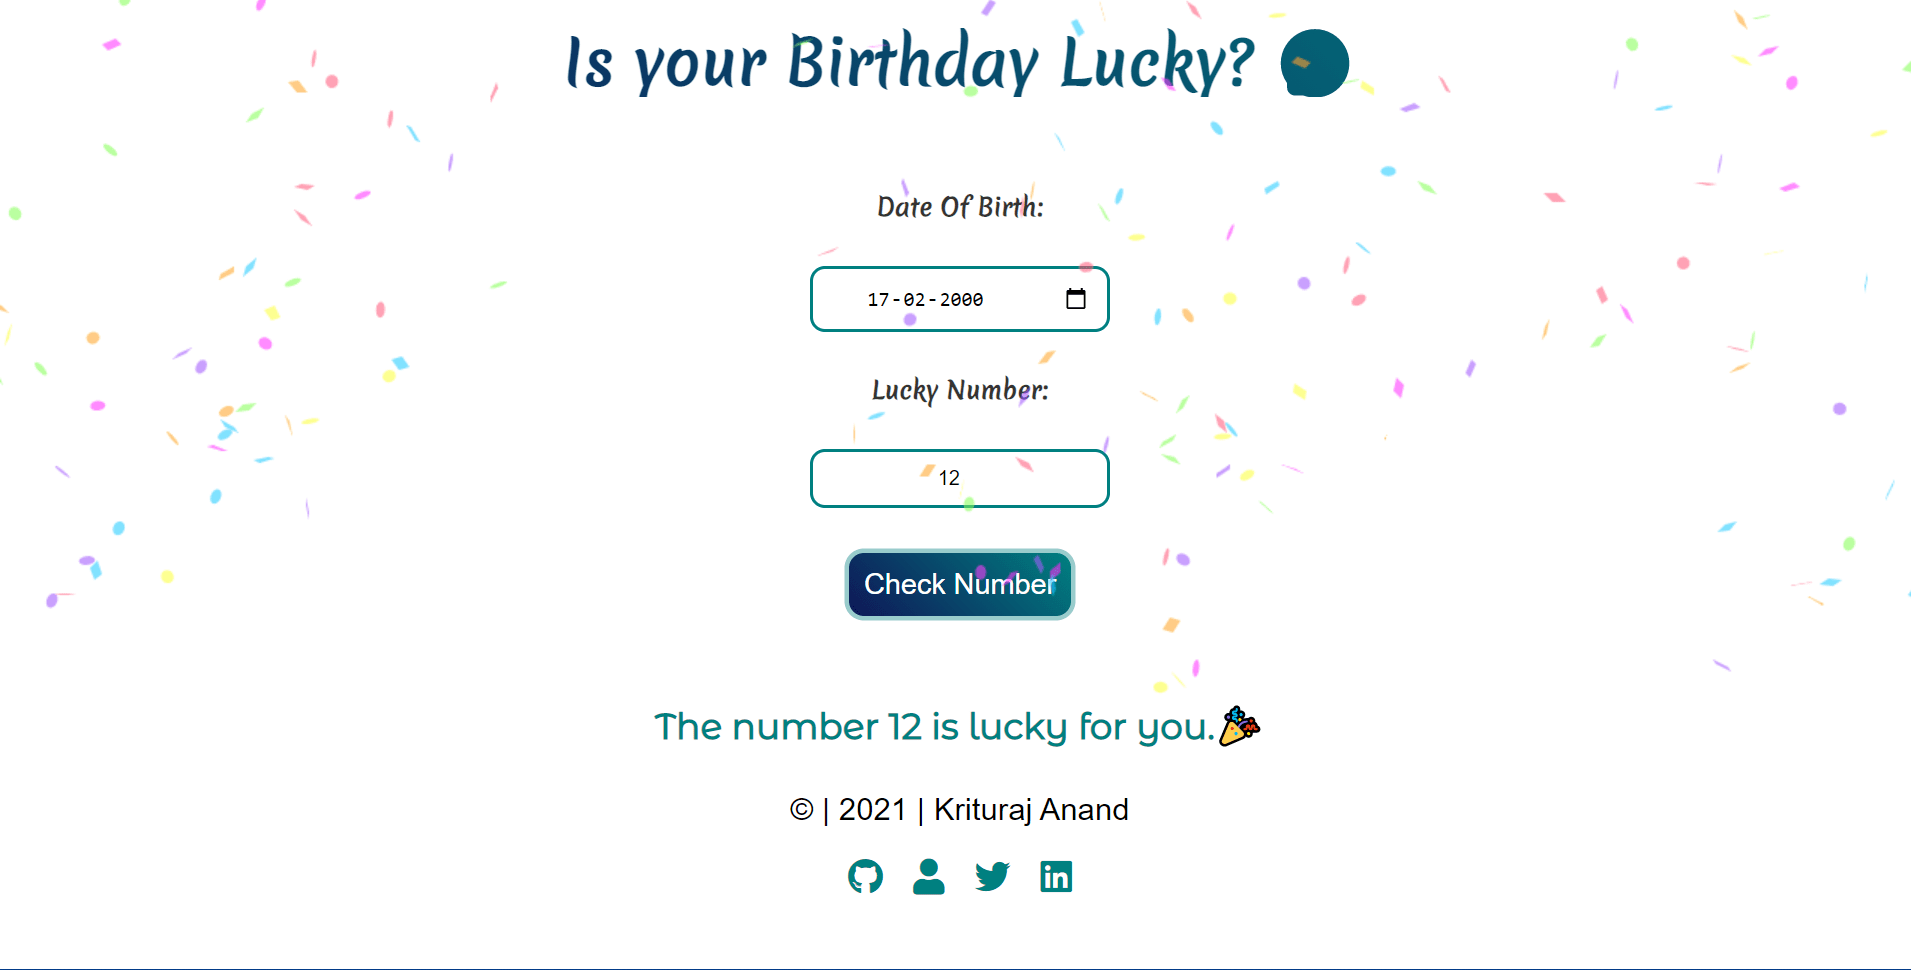 Is your Birthday Lucky?
Date Of Birth:
17-02-2000
Lucky Number:
12
Check Number
The number 12 is lucky for you.🎉
© | 2021 | Krituraj Anand